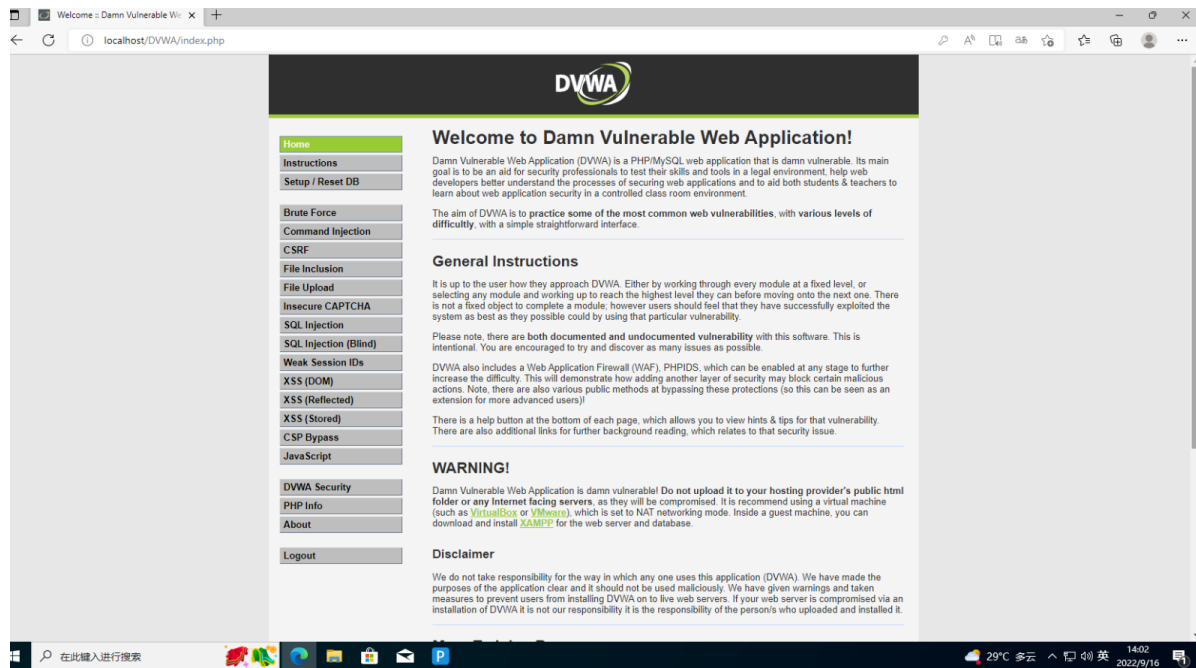 Welcome :: Damn Vulnerable We
localhost/DVWA/index.php
DVWA
Home
Instructions
Setup / Reset DB
Brute Force
Command Injection
CSRF
File Inclusion
File Upload
Insecure CAPTCHA
SQL Injection
SQL Injection (Blind)
Weak Session IDs
XSS (DOM)
XSS (Reflected)
XSS (Stored)
CSP Bypass
JavaScript
DVWA Security
PHP Info
About
Logout
Welcome to Damn Vulnerable Web Application!
Damn Vulnerable Web Application (DVWA) is a PHP/MySQL web application that is damn vulnerable. Its main
goal is to be an aid for security professionals to test their skills and tools in a legal environment, help web
developers better understand the processes of securing web applications and to aid both students & teachers to
learn about web application security in a controlled class room environment.
The aim of DVWA is to practice some of the most common web vulnerabilities, with various levels of
difficultly, with a simple straightforward interface.
General Instructions
It is up to the user how they approach DVWA. Either by working through every module at a fixed level, or
selecting any module and working up to reach the highest level they can before moving onto the next one. There
is not a fixed object to complete a module; however users should feel that they have successfully exploited the
system as best as they possible could by using that particular vulnerability.
Please note, there are both documented and undocumented vulnerability with this software. This is
intentional. You are encouraged to try and discover as many issues as possible.
DVWA also includes a Web Application Firewall (WAF), PHPIDS, which can be enabled at any stage to further
increase the difficulty. This will demonstrate how adding another layer of security may block certain malicious
actions. Note, there are also various public methods at bypassing these protections (so this can be seen as an
extension for more advanced users)!
There is a help button at the bottom of each page, which allows you to view hints & tips for that vulnerability.
There are also additional links for further background reading, which relates to that security issue.
WARNING!
Damn Vulnerable Web Application is damn vulnerable! Do not upload it to your hosting provider's public html
folder or any Internet facing servers, as they will be compromised. It is recommend using a virtual machine
(such as VirtualBox or VMware), which is set to NAT networking mode. Inside a guest machine, you can
download and install XAMPP for the web server and database.
Disclaimer
We do not take responsibility for the way in which any one uses this application (DVWA). We have made the
purposes of the application clear and it should not be used maliciously. We have given warnings and taken
measures to prevent users from installing DVWA on to live web servers. If your web server is compromised via an
installation of DVWA it is not our responsibility it is the responsibility of the person/s who uploaded and installed it.
在此键入进行搜索
29°C 多云
英
14:02
2022/9/16